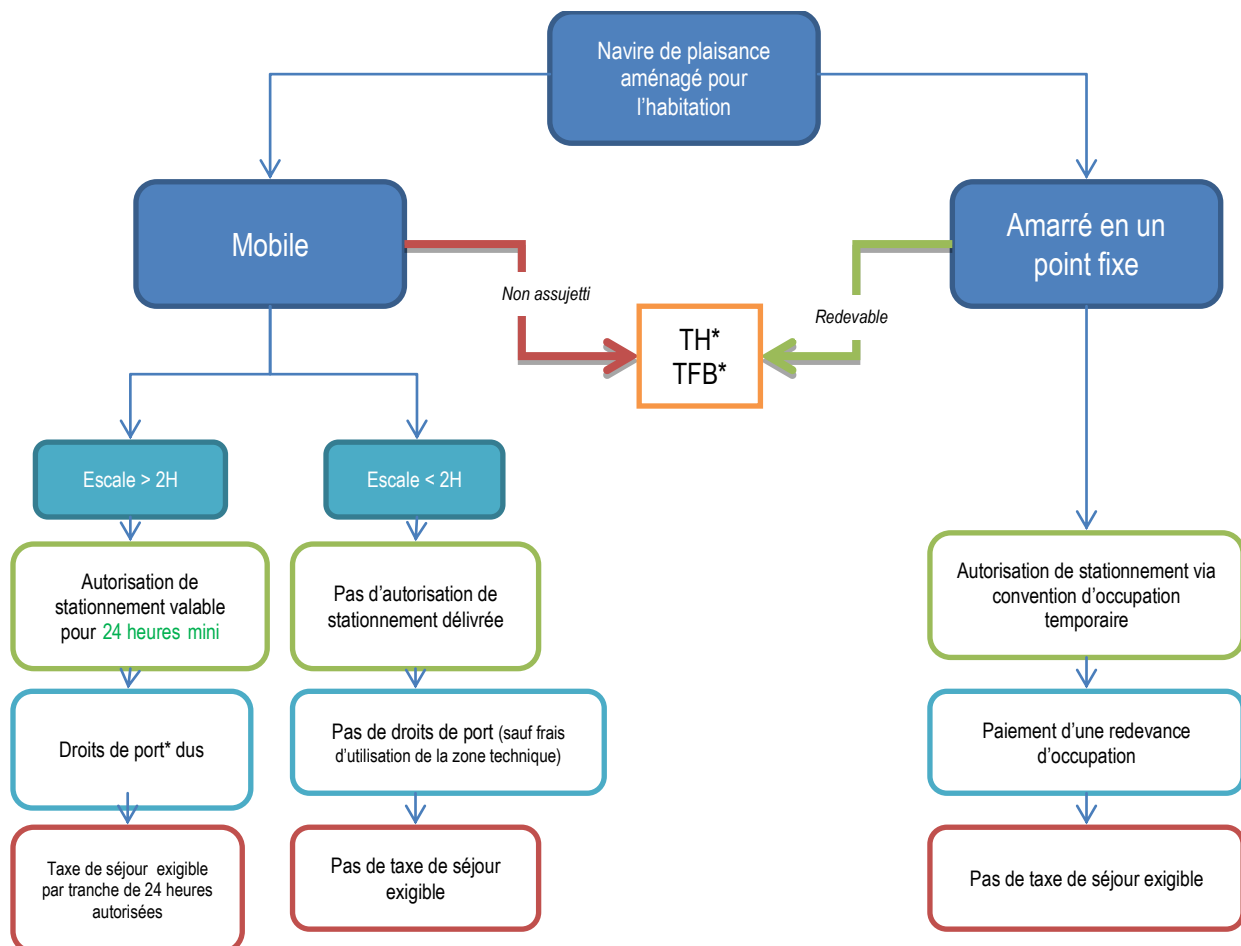 Navire de plaisance
aménagé pour
l'habitation
Mobile
Amarré en un
point fixe
Non assujetti
Redevable
TH*
TFB*
Escale > 2H
Escale < 2H
Autorisation de
stationnement valable
pour 24 heures mini
Pas d'autorisation de
stationnement délivrée
Autorisation de stationnement via
convention d'occupation
temporaire
Droits de port* dus
Pas de droits de port (sauf frais
d'utilisation de la zone technique)
Paiement d'une redevance
d'occupation
Taxe de séjour exigible
par tranche de 24 heures
autorisées
Pas de taxe de séjour
exigible
Pas de taxe de séjour exigible